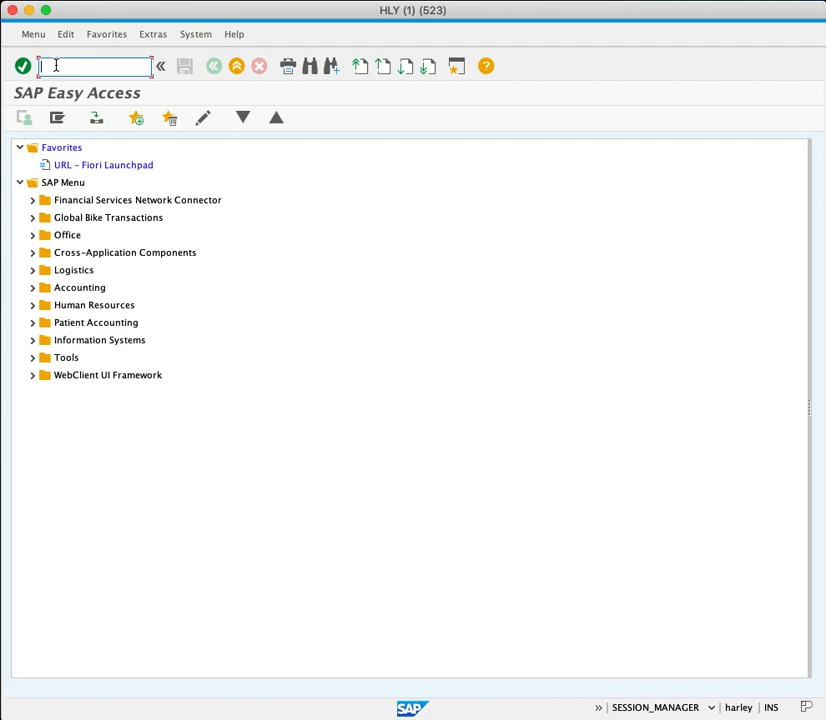 HLY (1) (523)
Menu Edit Favorites Extras System Help
SAP Easy Access
Favorites
URL - Fiori Launchpad
SAP Menu
Financial Services Network Connector
Global Bike Transactions
Office
Cross-Application Components
Logistics
Accounting
Human Resources
Patient Accounting
Information Systems
Tools
WebClient UI Framework
SAP SESSION_MANAGER harley INS